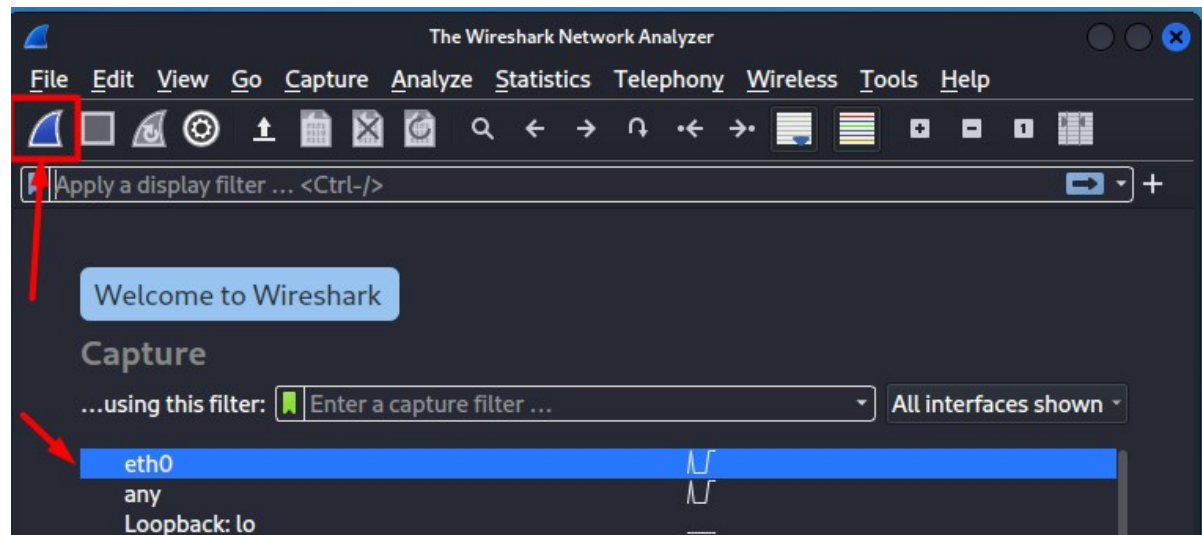 The Wireshark Network Analyzer
File Edit View Go Capture Analyze Statistics Telephony Wireless Tools Help
1
Apply a display filter ... <Ctrl-/>
Welcome to Wireshark
Capture
...using this filter: Enter a capture filter ... All interfaces shown
eth0
any
Loopback: lo